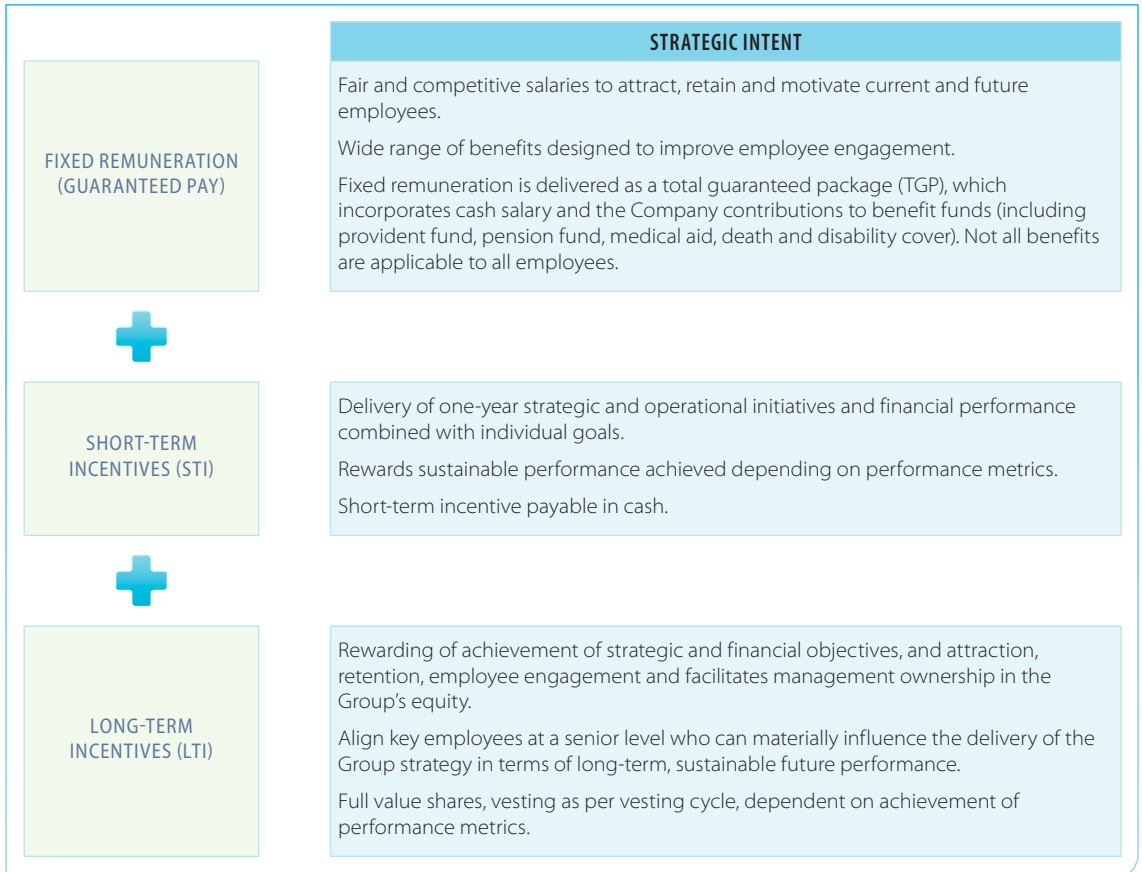 STRATEGIC INTENT
FIXED REMUNERATION
(GUARANTEED PAY)
Fair and competitive salaries to attract, retain and motivate current and future
employees.
Wide range of benefits designed to improve employee engagement.
Fixed remuneration is delivered as a total guaranteed package (TGP), which
incorporates cash salary and the Company contributions to benefit funds (including
provident fund, pension fund, medical aid, death and disability cover). Not all benefits
are applicable to all employees.
SHORT-TERM
INCENTIVES (STI)
Delivery of one-year strategic and operational initiatives and financial performance
combined with individual goals.
Rewards sustainable performance achieved depending on performance metrics.
Short-term incentive payable in cash.
LONG-TERM
INCENTIVES (LTI)
Rewarding of achievement of strategic and financial objectives, and attraction,
retention, employee engagement and facilitates management ownership in the
Group's equity.
Align key employees at a senior level who can materially influence the delivery of the
Group strategy in terms of long-term, sustainable future performance.
Full value shares, vesting as per vesting cycle, dependent on achievement of
performance metrics.